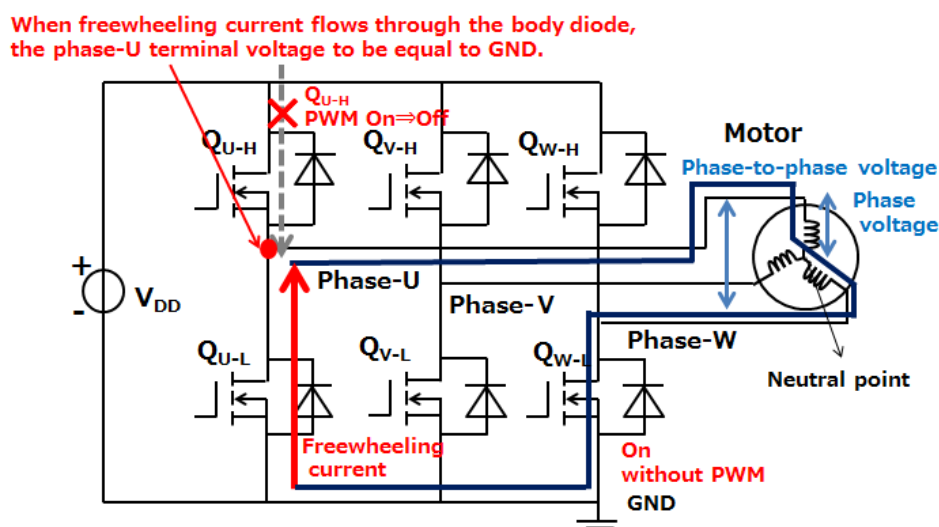 When freewheeling current flows through the body diode,
the phase-U terminal voltage to be equal to GND.
QU-H
PWM On⇒Off
QU-H
QV-H
QW-H
Motor
Phase-to-phase voltage
Phase
voltage
+
-
VDD
Phase-U
Phase-V
Phase-W
Neutral point
QU-L
QV-L
QW-L
Freewheeling
current
On
without PWM
GND